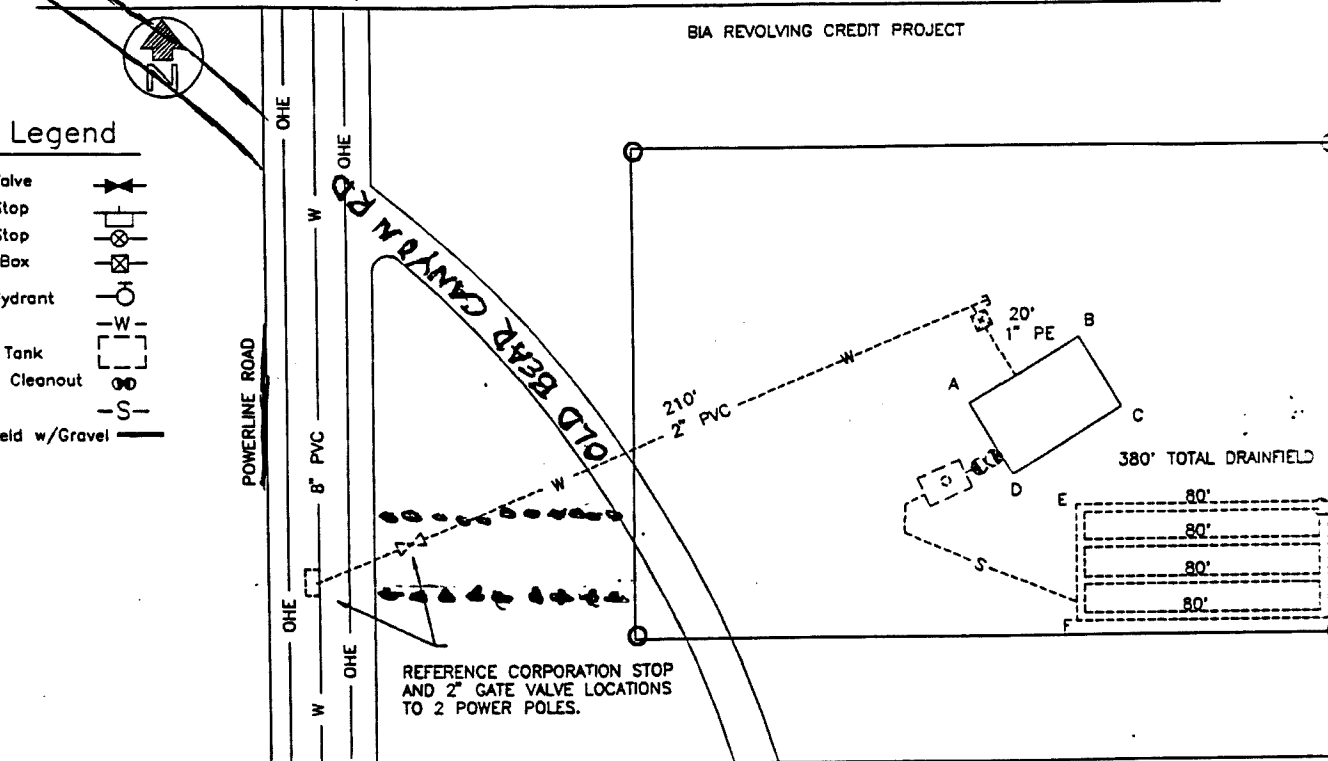 BIA REVOLVING CREDIT PROJECT
N
Legend
Valve
Stop
Stop
Box
Hydrant
W
Tank
Cleanout
S
eld w/Gravel
OHE
OHE
W
OLD BEAR CANYON RD
POWERLINE ROAD
8" PVC
20'
1" PE
B
W
A
210'
2" PVC
C
380' TOTAL DRAINFIELD
D
W
E
80'
80'
S
80'
80'
F
OHE
OHE
W
REFERENCE CORPORATION STOP
AND 2" GATE VALVE LOCATIONS
TO 2 POWER POLES.